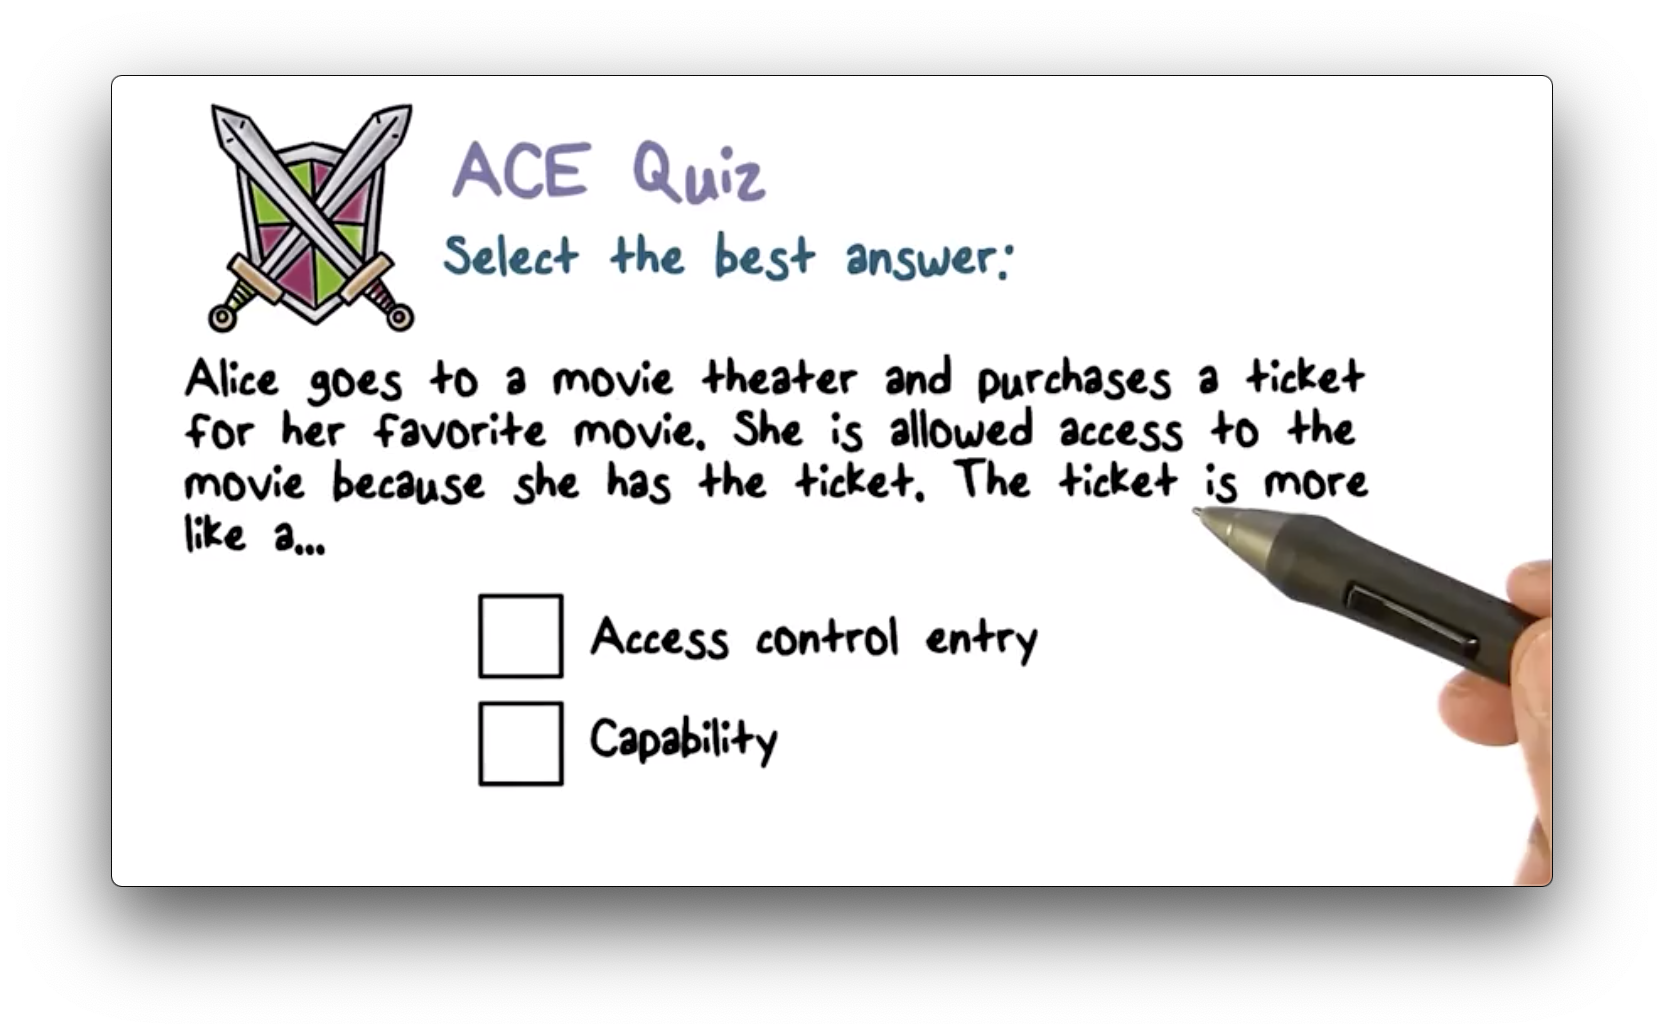 ACE Quiz
Select the best answer:
Alice goes to a movie theater and purchases a ticket
for her favorite movie. She is allowed access to the
movie because she has the ticket. The ticket is more
like a...
Access control entry
Capability